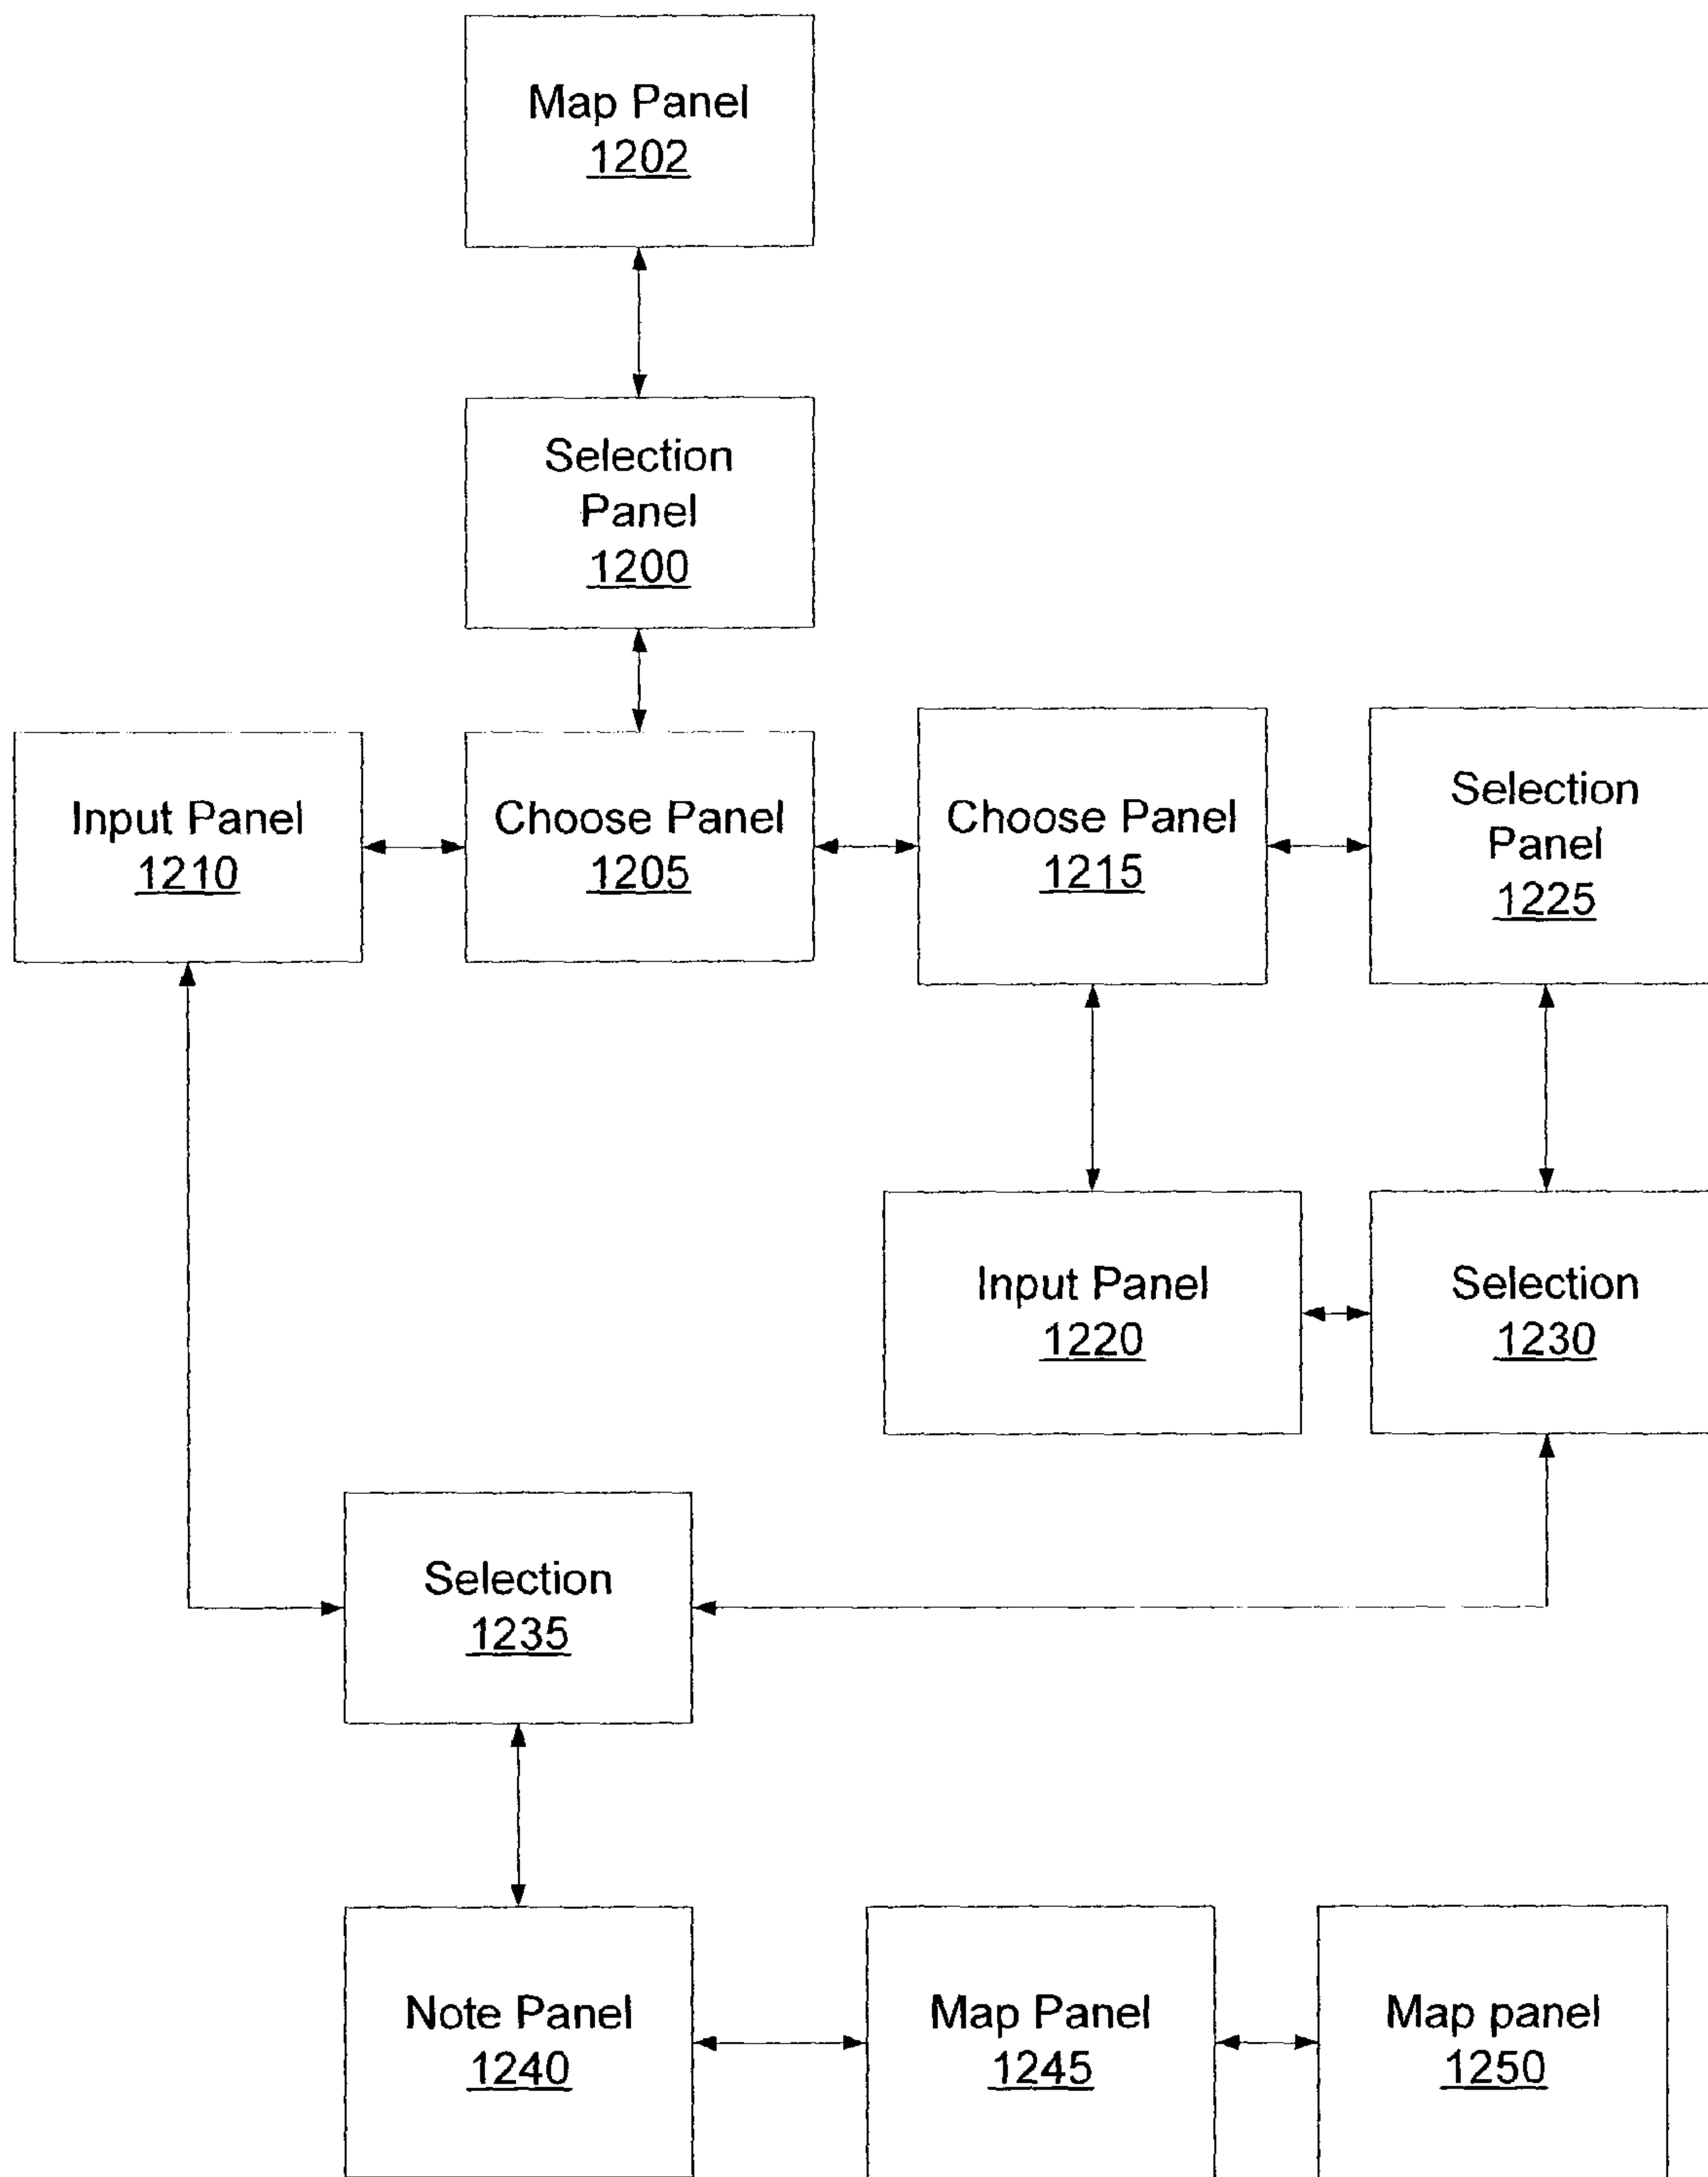 Map Panel
1202
Selection
Panel
1200
Input Panel
1210
Choose Panel
1205
Choose Panel
1215
Selection
Panel
1225
Input Panel
1220
Selection
1230
Selection
1235
Note Panel
1240
Map Panel
1245
Map panel
1250